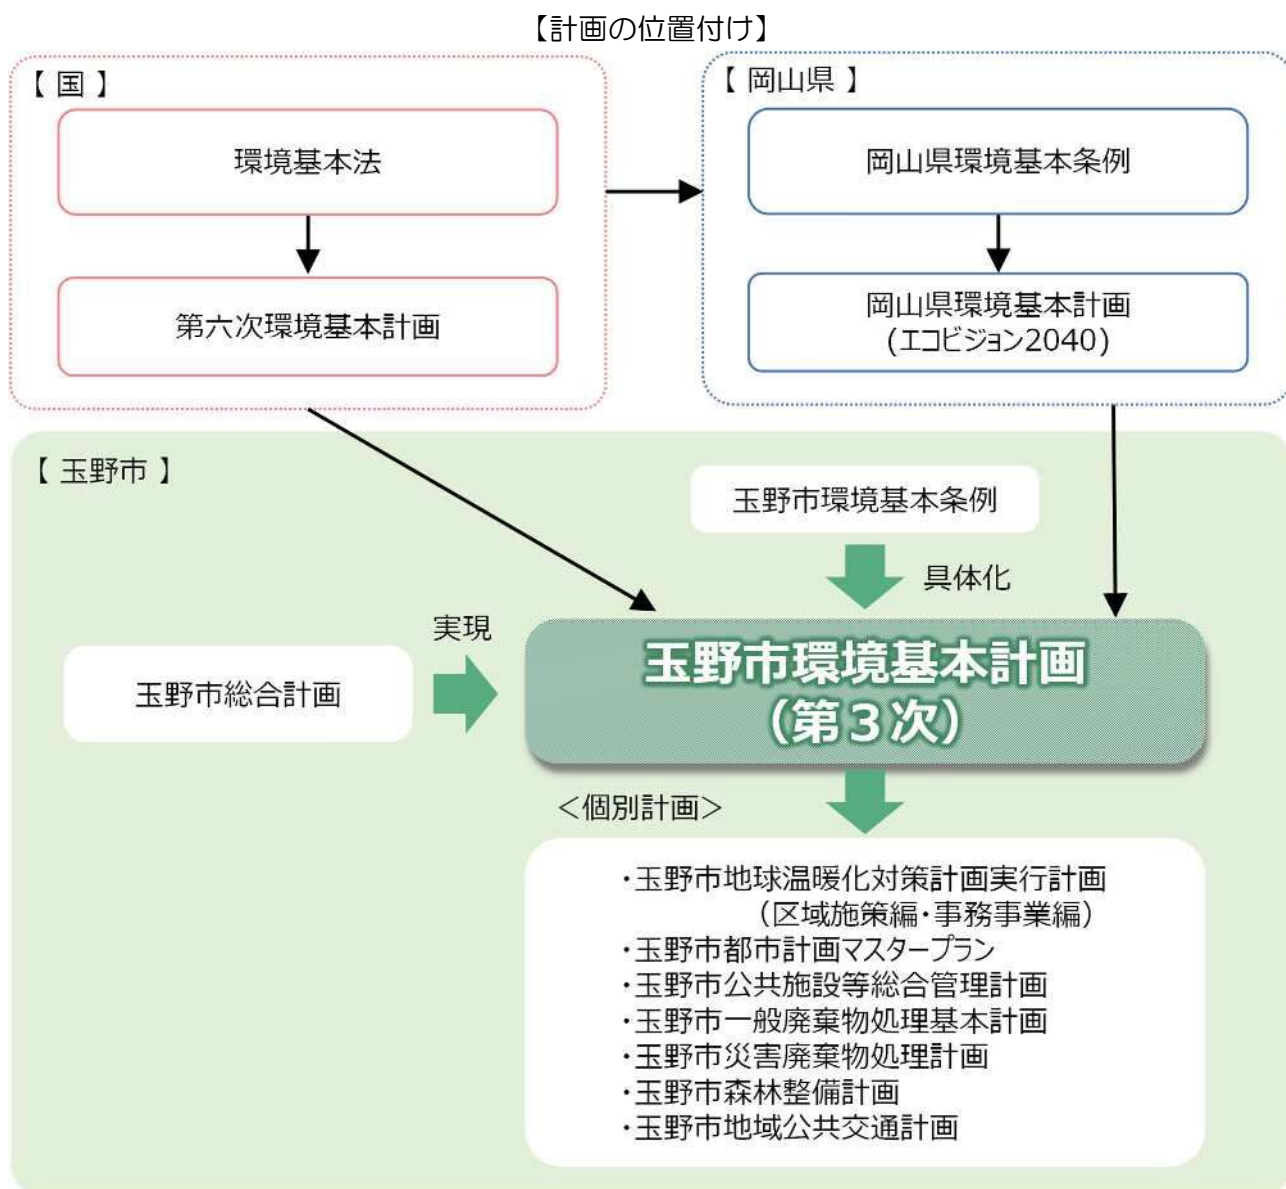 【計画の位置付け】
【 国 】
環境基本法
第六次環境基本計画
【 岡山県 】
岡山県環境基本条例
岡山県環境基本計画
(エコビジョン2040)
【 玉野市 】
玉野市環境基本条例
具体化
実現
玉野市総合計画
玉野市環境基本計画
（第３次）
＜個別計画＞
・玉野市地球温暖化対策計画実行計画
（区域施策編・事務事業編）
・玉野市都市計画マスタープラン
・玉野市公共施設等総合管理計画
・玉野市一般廃棄物処理基本計画
・玉野市災害廃棄物処理計画
・玉野市森林整備計画
・玉野市地域公共交通計画